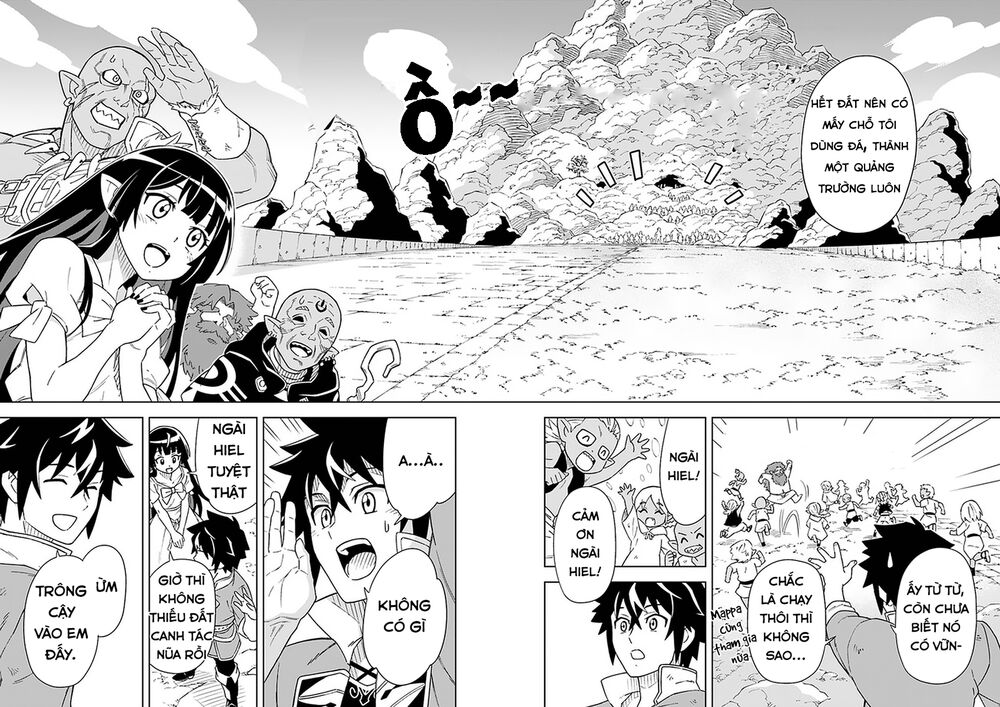 HẾT ĐẤT NÊN CÓ
MẤY CHỖ TÔI
DÙNG ĐÁ, THÀNH
MỘT QUẢNG
TRƯỜNG LUÔN
Ồ~~
ẤY TỪ TỪ,
CÒN CHƯA
BIẾT NÓ
CÓ VỮN-
CHẮC
LÀ CHẠY
THÔI THÌ
KHÔNG
SAO...
Mappa
cũng
tham gia
nữa
NGÀI
HIEL!
CẢM
ƠN
NGÀI
HIEL!
A...À..
KHÔNG
CÓ GÌ
NGÀI
HIEL
TUYỆT
THẬT
GIỜ THÌ
KHÔNG
THIẾU ĐẤT
CANH TÁC
NŨA RỒI
ỪM
TRÔNG
CẬY
VÀO EM
ĐẤY.